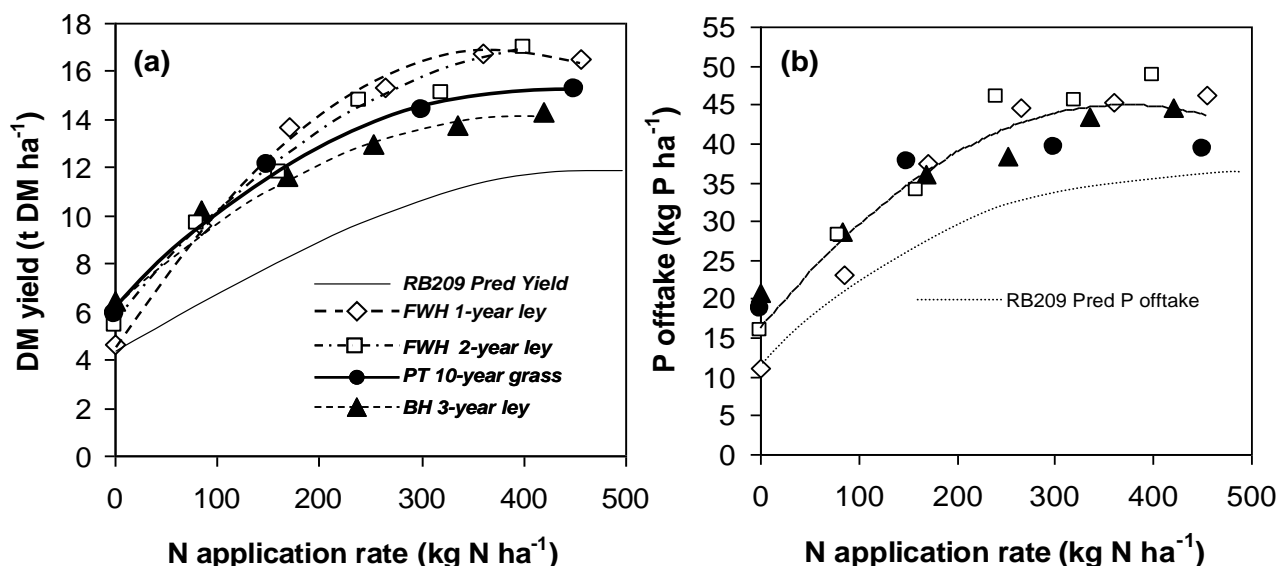 (a)
DM yield (t DM ha-1)
18
16
14
12
10
8
6
4
2
0
RB209 Pred Yield
FWH 1-year ley
FWH 2-year ley
PT 10-year grass
BH 3-year ley
0 100 200 300 400 500
N application rate (kg N ha-1)
(b)
P offtake (kg P ha-1)
55
50
45
40
35
30
25
20
15
10
5
0
RB209 Pred P offtake
0 100 200 300 400 500
N application rate (kg N ha-1)